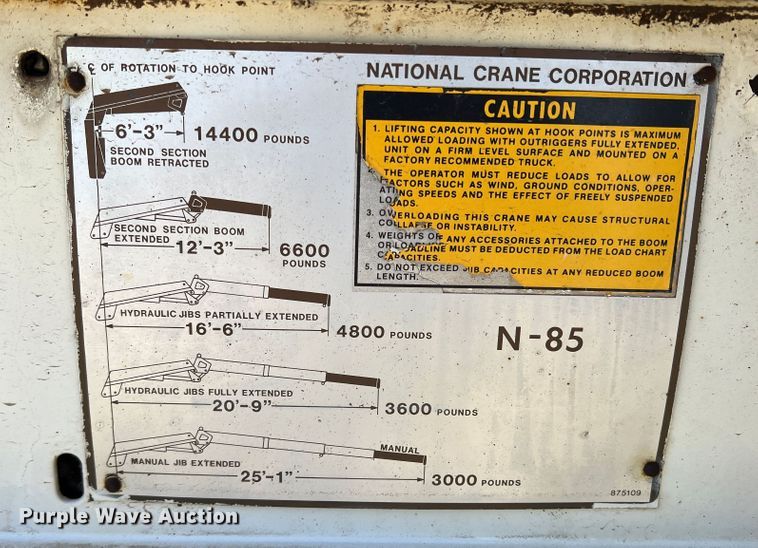 ℄ OF ROTATION TO HOOK POINT
6'-3" 14400 POUNDS
SECOND SECTION
BOOM RETRACTED
SECOND SECTION BOOM
EXTENDED
12'-3" 6600
POUNDS
HYDRAULIC JIBS PARTIALLY EXTENDED
16'-6" 4800 POUNDS
HYDRAULIC JIBS FULLY EXTENDED
20'-9" 3600 POUNDS
MANUAL
MANUAL JIB EXTENDED
25'-1" 3000 POUNDS
NATIONAL CRANE CORPORATION
CAUTION
1. LIFTING CAPACITY SHOWN AT HOOK POINTS IS MAXIMUM
ALLOWED LOADING WITH OUTRIGGERS FULLY EXTENDED.
UNIT ON A FIRM LEVEL SURFACE AND MOUNTED ON A
FACTORY RECOMMENDED TRUCK.
2. THE OPERATOR MUST REDUCE LOADS TO ALLOW FOR
FACTORS SUCH AS WIND, GROUND CONDITIONS, OPER-
ATING SPEEDS AND THE EFFECT OF FREELY SUSPENDED
LOADS.
3. OVERLOADING THIS CRANE MAY CAUSE STRUCTURAL
COLLAPSE OR INSTABILITY.
4. WEIGHTS OF ANY ACCESSORIES ATTACHED TO THE BOOM
OR LOADLINE MUST BE DEDUCTED FROM THE LOAD CHART
CAPACITIES.
5. DO NOT EXCEED JIB CAPACITIES AT ANY REDUCED BOOM
LENGTH.
N-85
875109
Purple Wave Auction